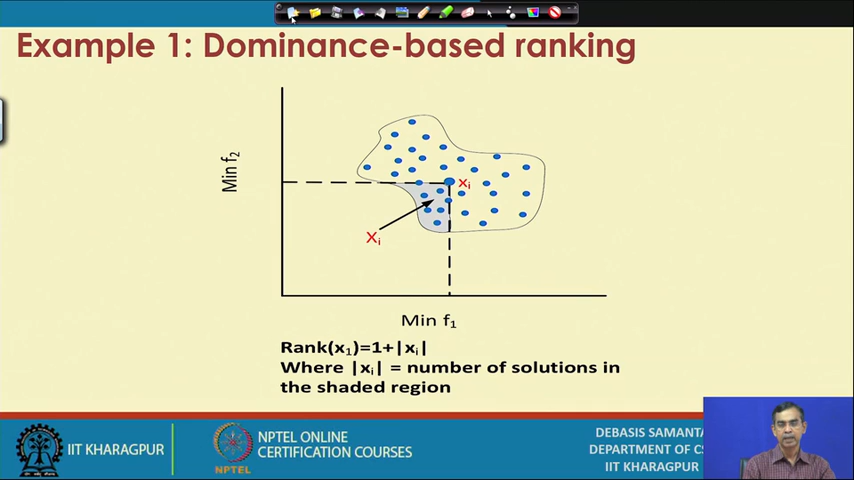 Example 1: Dominance-based ranking
Min f₂
xᵢ
Xᵢ
Min f₁
Rank(x₁)=1+|xᵢ|
Where |xᵢ| = number of solutions in
the shaded region
IIT KHARAGPUR
NPTEL
NPTEL ONLINE
CERTIFICATION COURSES
DEBASIS SAMANTA
DEPARTMENT OF CS
IIT KHARAGPUR